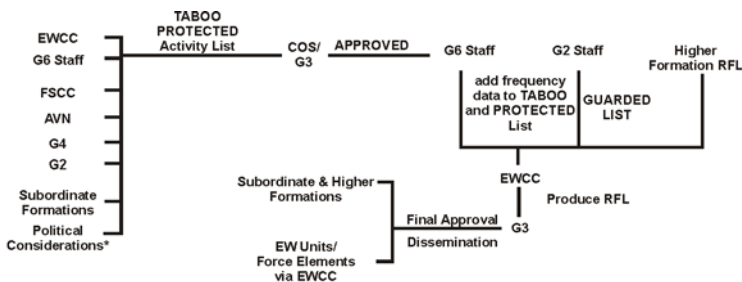 TABOO
PROTECTED
Activity List
EWCC
G6 Staff
FSCC
AVN
G4
G2
Subordinate
Formations
Political
Considerations*
COS/
G3
APPROVED
G6 Staff
G2 Staff
Higher
Formation RFL
add frequency
data to TABOO
and PROTECTED
List
GUARDED
LIST
EWCC
Produce RFL
G3
Final Approval
Dissemination
Subordinate & Higher
Formations
EW Units/
Force Elements
via EWCC